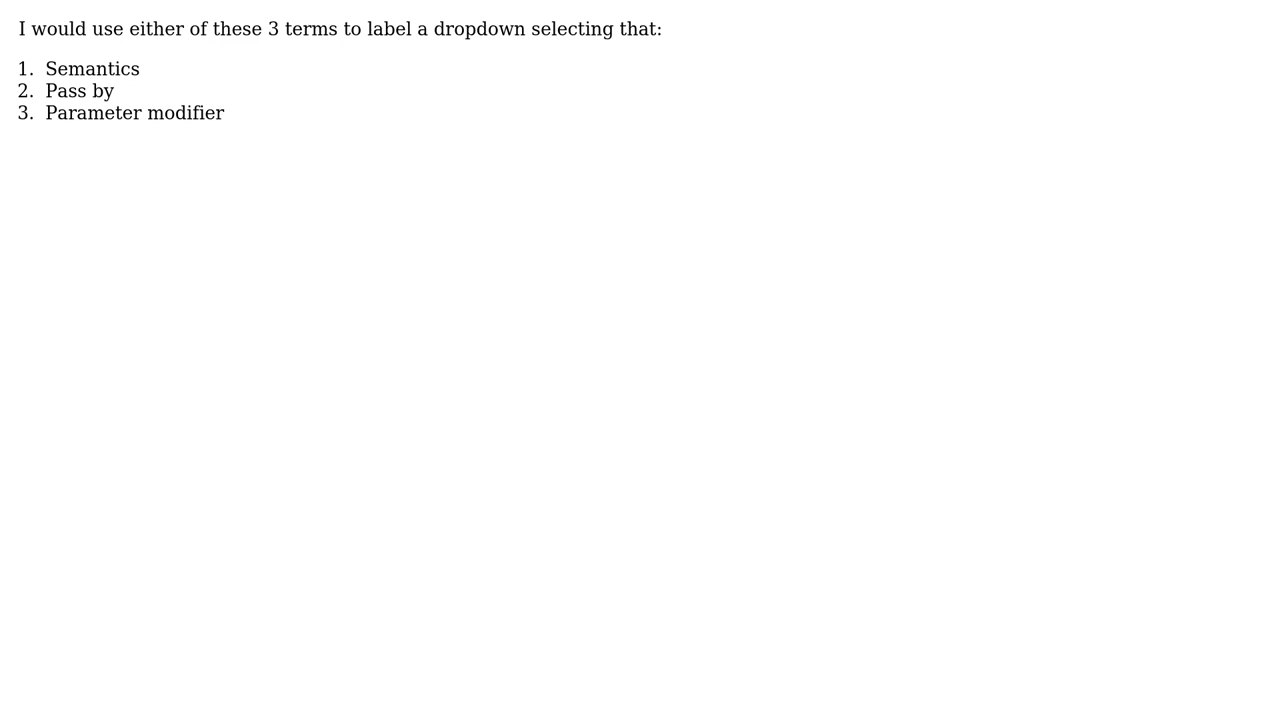 I would use either of these 3 terms to label a dropdown selecting that:
1. Semantics
2. Pass by
3. Parameter modifier